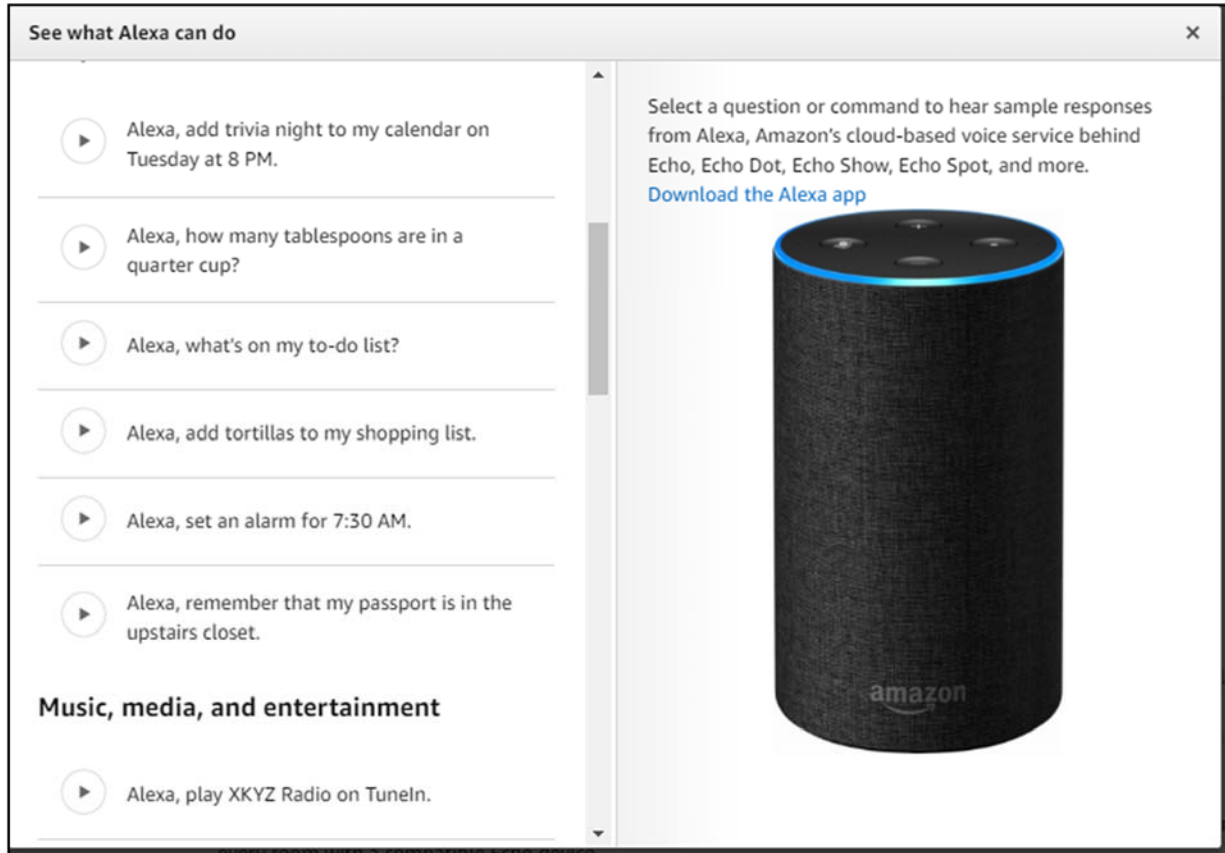 See what Alexa can do
Alexa, add trivia night to my calendar on
Tuesday at 8 PM.
Alexa, how many tablespoons are in a
quarter cup?
Alexa, what's on my to-do list?
Alexa, add tortillas to my shopping list.
Alexa, set an alarm for 7:30 AM.
Alexa, remember that my passport is in the
upstairs closet.
Music, media, and entertainment
Alexa, play XKYZ Radio on TuneIn.
Select a question or command to hear sample responses
from Alexa, Amazon's cloud-based voice service behind
Echo, Echo Dot, Echo Show, Echo Spot, and more.
Download the Alexa app
amazon